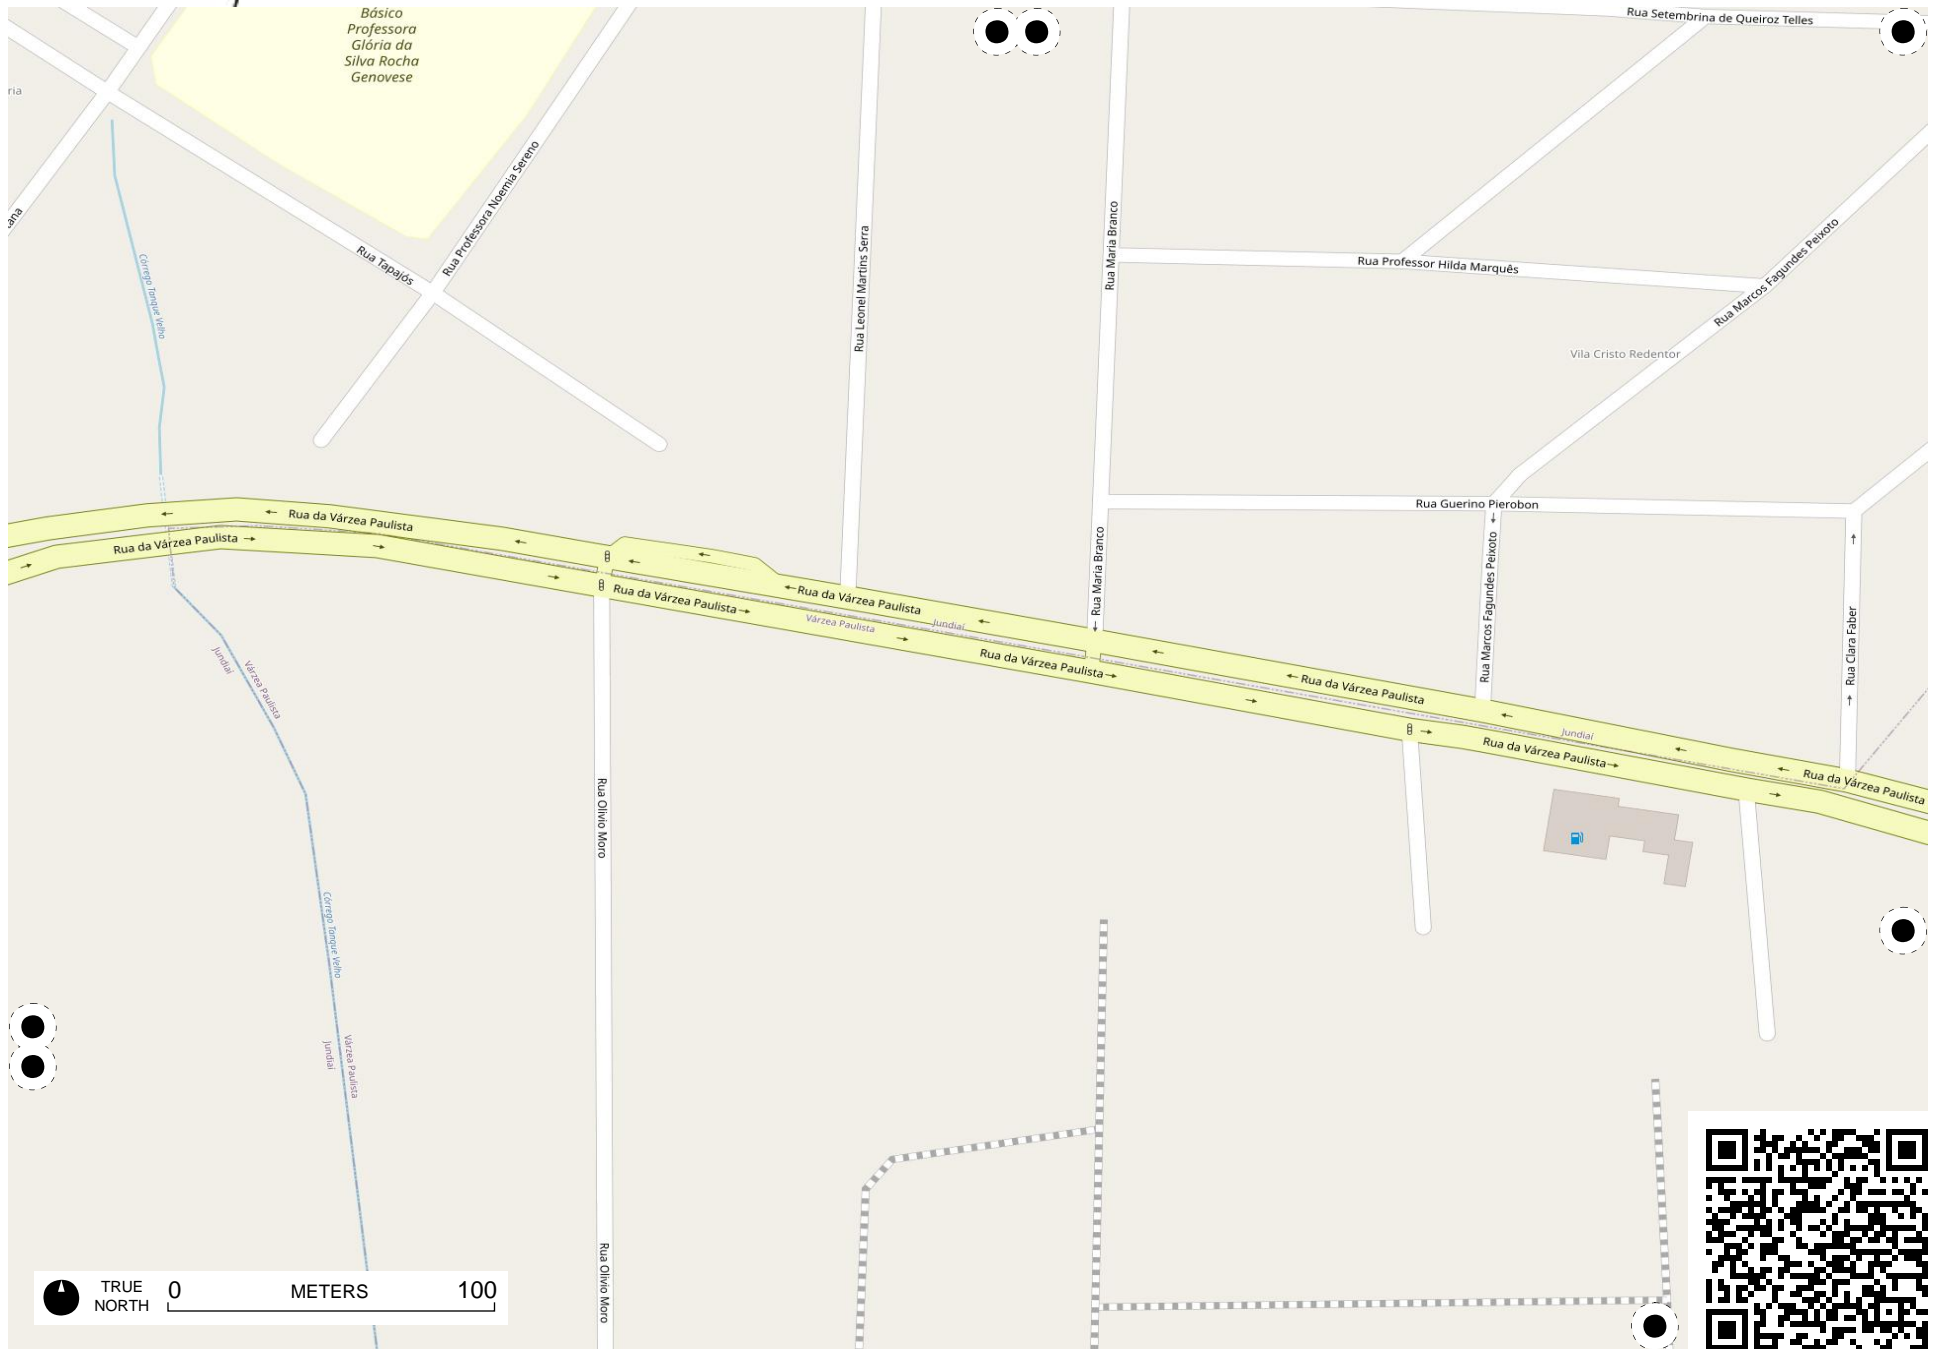 Básico
Professora
Glória da
Silva Rocha
Genovese
Rua Setembrina de Queiroz Telles
ria
Rua Professora Noemia Sereno
Rua Tapajós
ana
Córrego Tanque Velho
Rua Leonel Martins Serra
Rua Maria Branco
Rua Professor Hilda Marquês
Rua Marcos Fagundes Peixoto
Vila Cristo Redentor
Rua Guerino Pierobon
Rua da Várzea Paulista
Rua da Várzea Paulista
Rua Maria Branco
Rua Marcos Fagundes Peixoto
Rua Clara Faber
Rua da Várzea Paulista
Rua da Várzea Paulista
Várzea Paulista
Jundiaí
Rua da Várzea Paulista
Rua da Várzea Paulista
Jundiaí
Rua da Várzea Paulista
Rua da Várzea Paulista
Jundiaí
Várzea Paulista
Rua Olivio Moro
Córrego Tanque Velho
Jundiaí
Várzea Paulista
Rua Olivio Moro
TRUE
NORTH
0 METERS 100